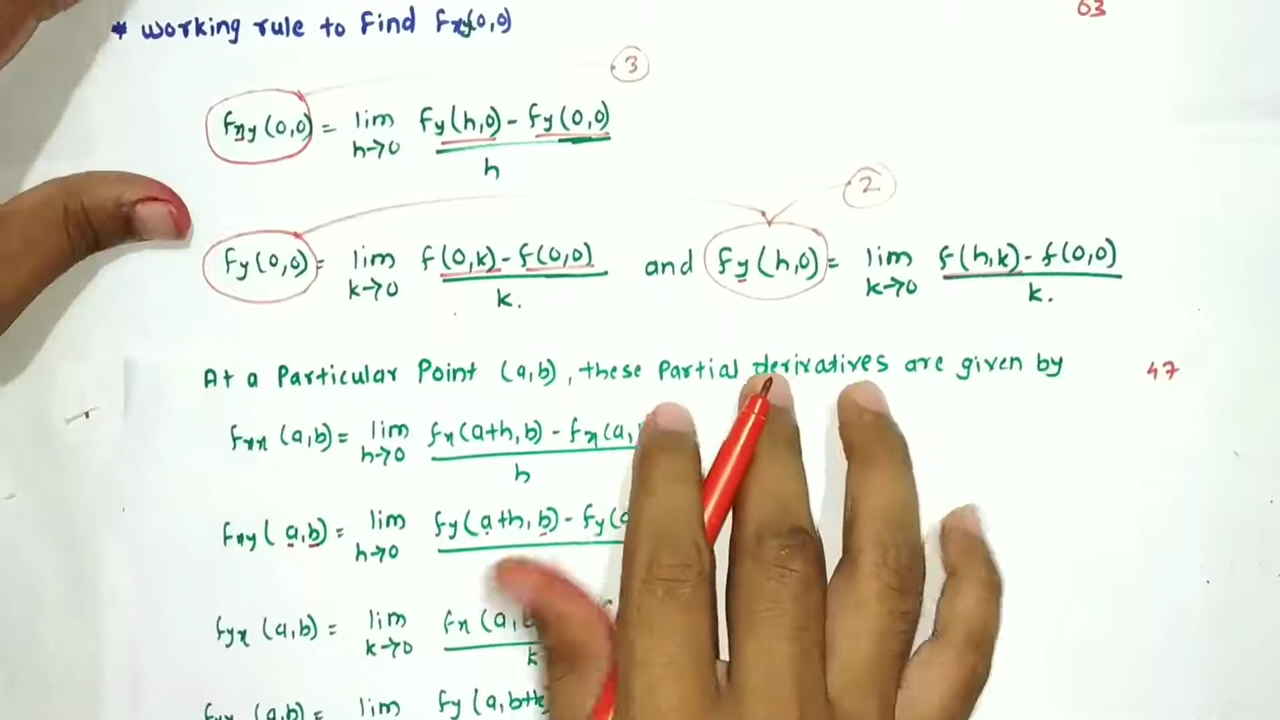 * Working rule to Find Fxy(0,0)
03
3
fxy (0,0) = lim h→0 fy(h,0) - fy(0,0) / h
2
fy(0,0) = lim k→0 f(0,k) - f(0,0) / k. and fy(h,0) = lim k→0 f(h,k) - f(0,0) / k.
At a Particular Point (a,b), these Partial derivatives are given by
47
fxx (a,b) = lim h→0 fx(a+h, b) - fx(a, / h
fxy (a,b) = lim h→0 fy(a+h, b) - fy(
fyx (a,b) = lim k→0 fx (a, / k
(a,b) = lim fy (a, b+k